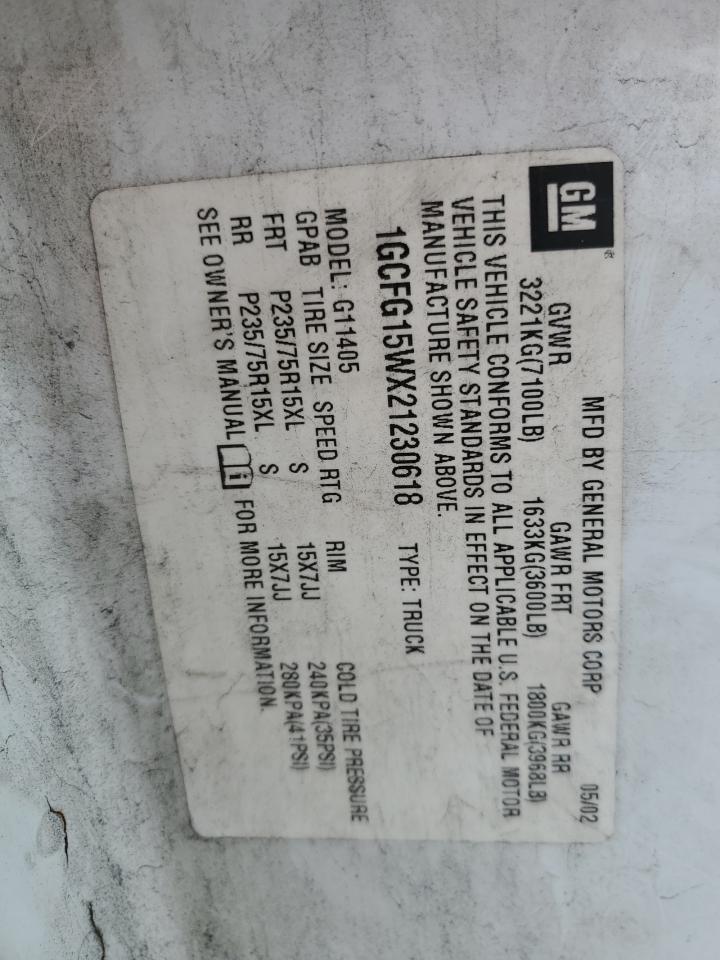 GM® MFD BY GENERAL MOTORS CORP 05/02
GVWR GAWR FRT GAWR RR
3221KG(7100LB) 1633KG(3600LB) 1800KG(3968LB)
THIS VEHICLE CONFORMS TO ALL APPLICABLE U.S. FEDERAL MOTOR
VEHICLE SAFETY STANDARDS IN EFFECT ON THE DATE OF
MANUFACTURE SHOWN ABOVE.
1GCFG15WX21230618 TYPE: TRUCK
MODEL: G11405
GPAB TIRE SIZE SPEED RTG RIM COLD TIRE PRESSURE
FRT P235/75R15XL S 15X7JJ 240KPA(35PSI)
RR P235/75R15XL S 15X7JJ 280KPA(41PSI)
SEE OWNER'S MANUAL FOR MORE INFORMATION.